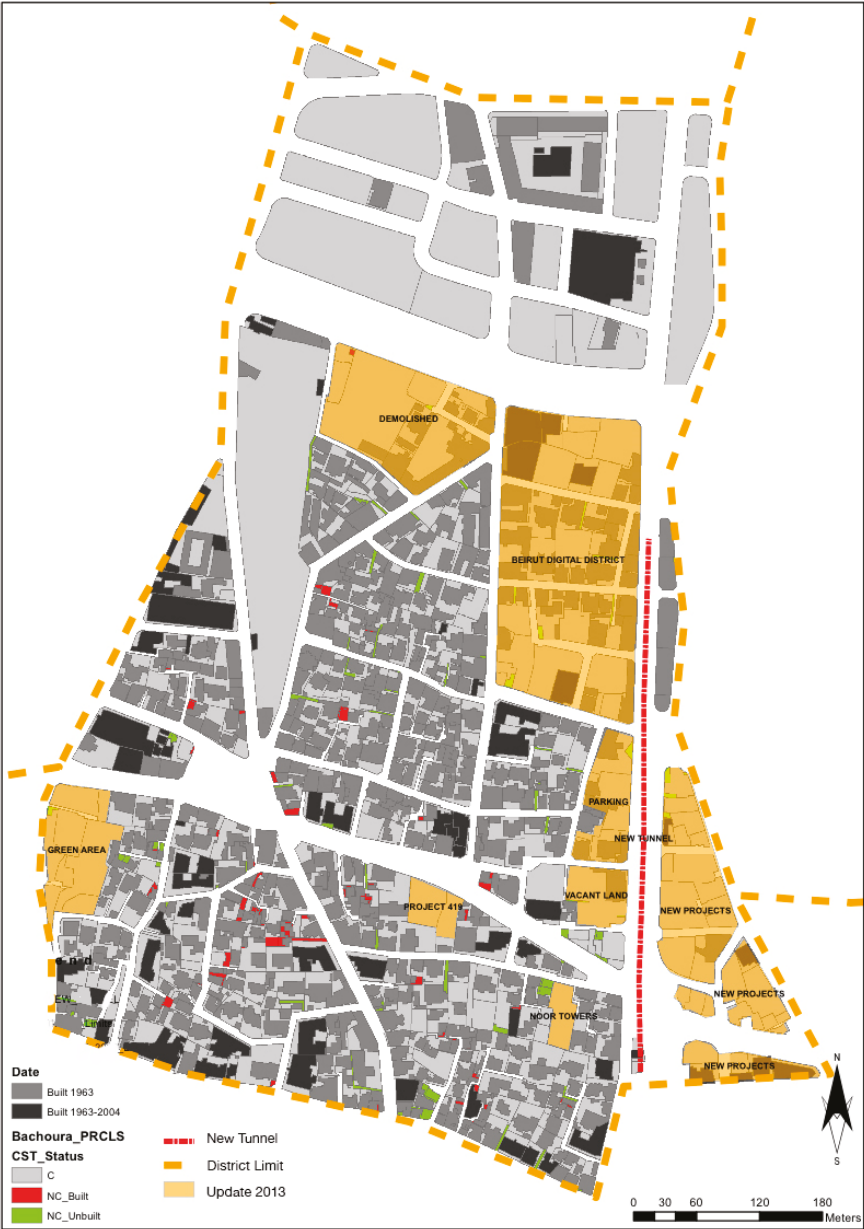 DEMOLISHED
BEIRUT DIGITAL DISTRICT
PARKING
NEW TUNNEL
GREEN AREA
PROJECT 419
VACANT LAND
NEW PROJECTS
NEW PROJECTS
NOOR TOWERS
NEW PROJECTS
Date
Built 1963
Built 1963-2004
Bachoura_PRCLS
CST_Status
C
NC_Built
NC_Unbuilt
New Tunnel
District Limit
Update 2013
N
S
0 30 60 120 180
Meters